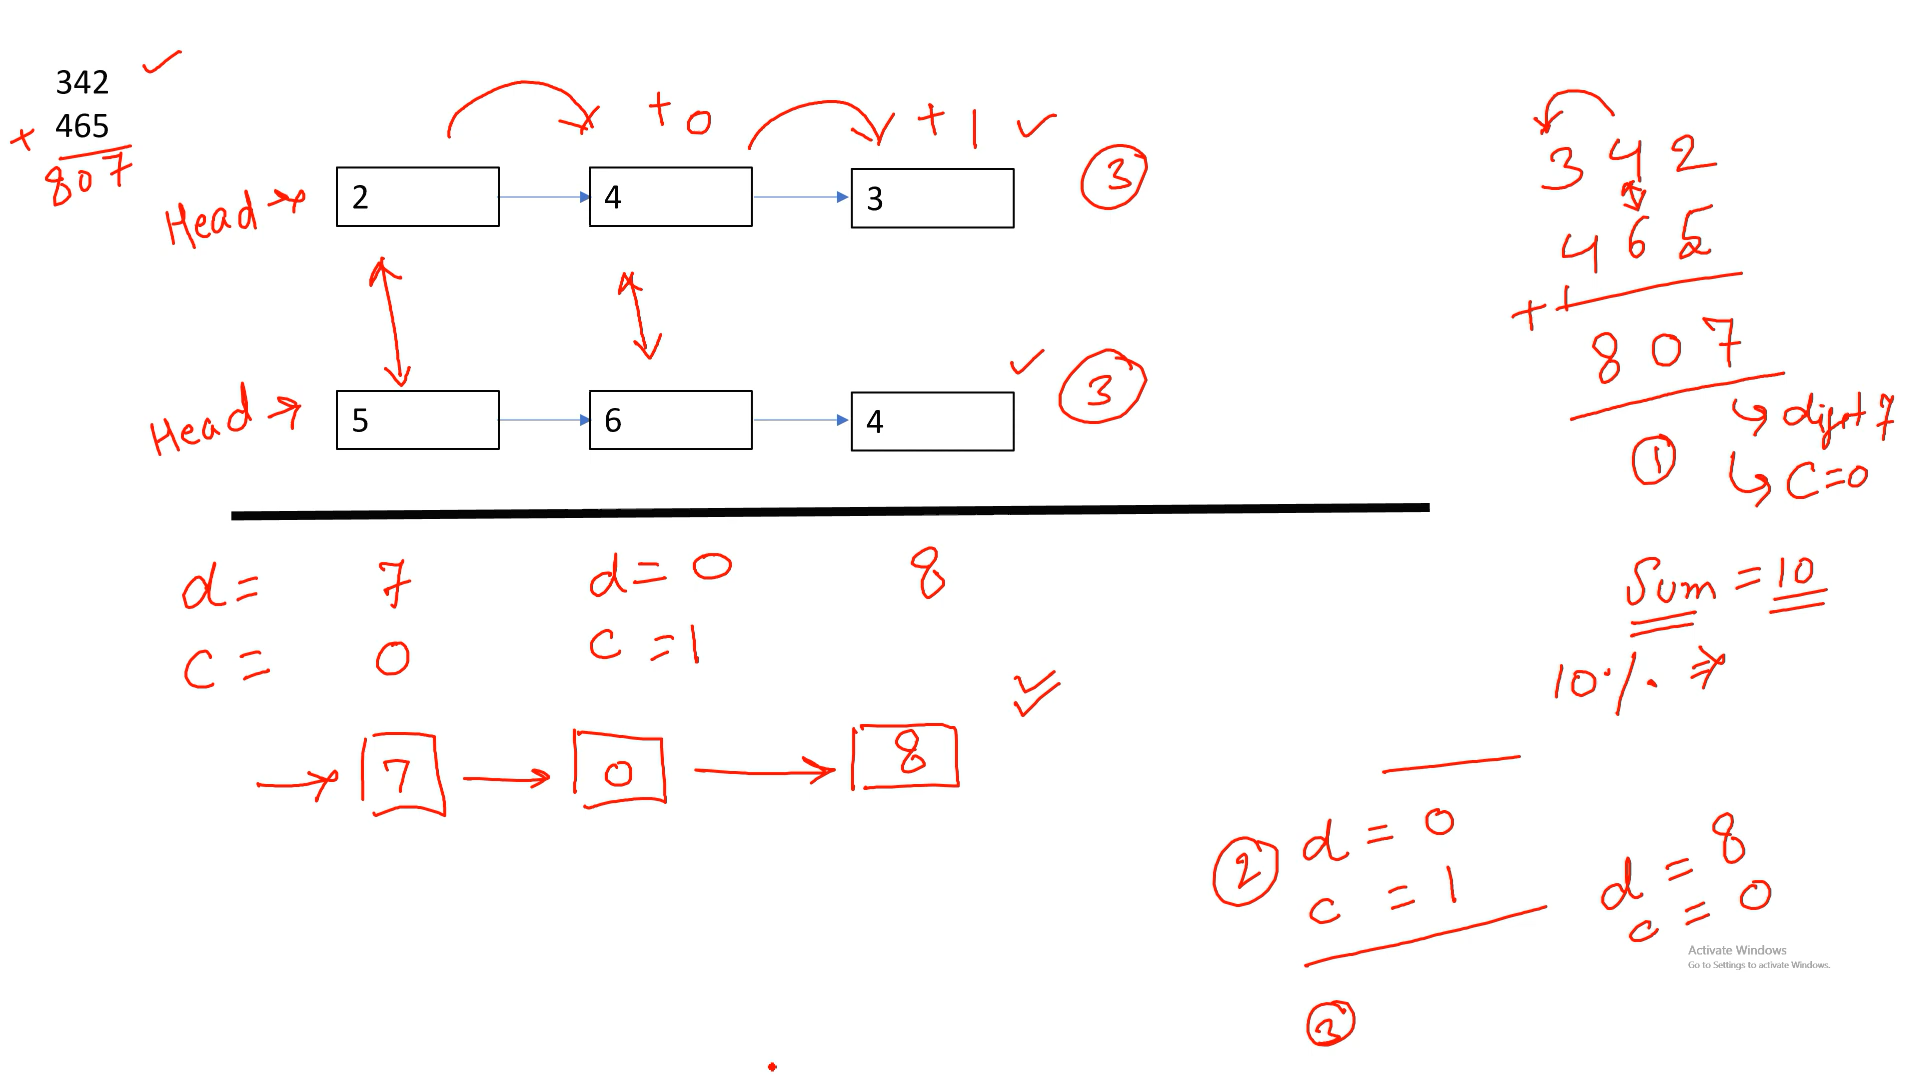 342 ✓
+ 465
807
+0 +1 ✓
Head → 2 4 3 ③
Head → 5 6 4 ✓ ③
d = 7 d = 0 8
c = 0 c = 1
→ 7 → 0 → 8 ✓
342
465
+ 1
807
↳ digit 7
① ↳ C=0
Sum = 10
10 % ⇒
② d = 0
c = 1
d = 8
c = 0
③
Activate Windows
Go to Settings to activate Windows.